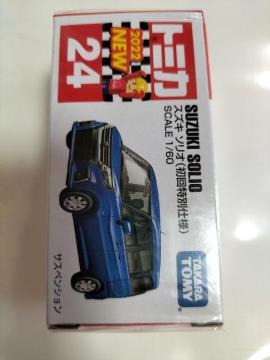 トミカ
2022
NEW
24
SUZUKI SOLIO
スズキ ソリオ(初回特別仕様)
SCALE 1/60
サスペンション
TAKARA
TOMY